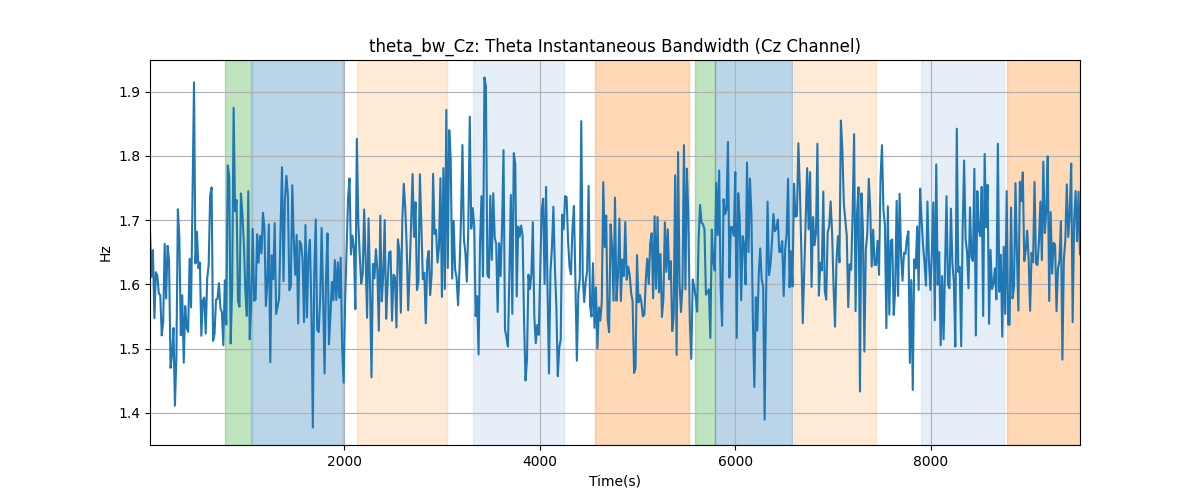 theta_bw_Cz: Theta Instantaneous Bandwidth (Cz Channel)
Hz
1.9
1.8
1.7
1.6
1.5
1.4
2000 4000 6000 8000
Time(s)